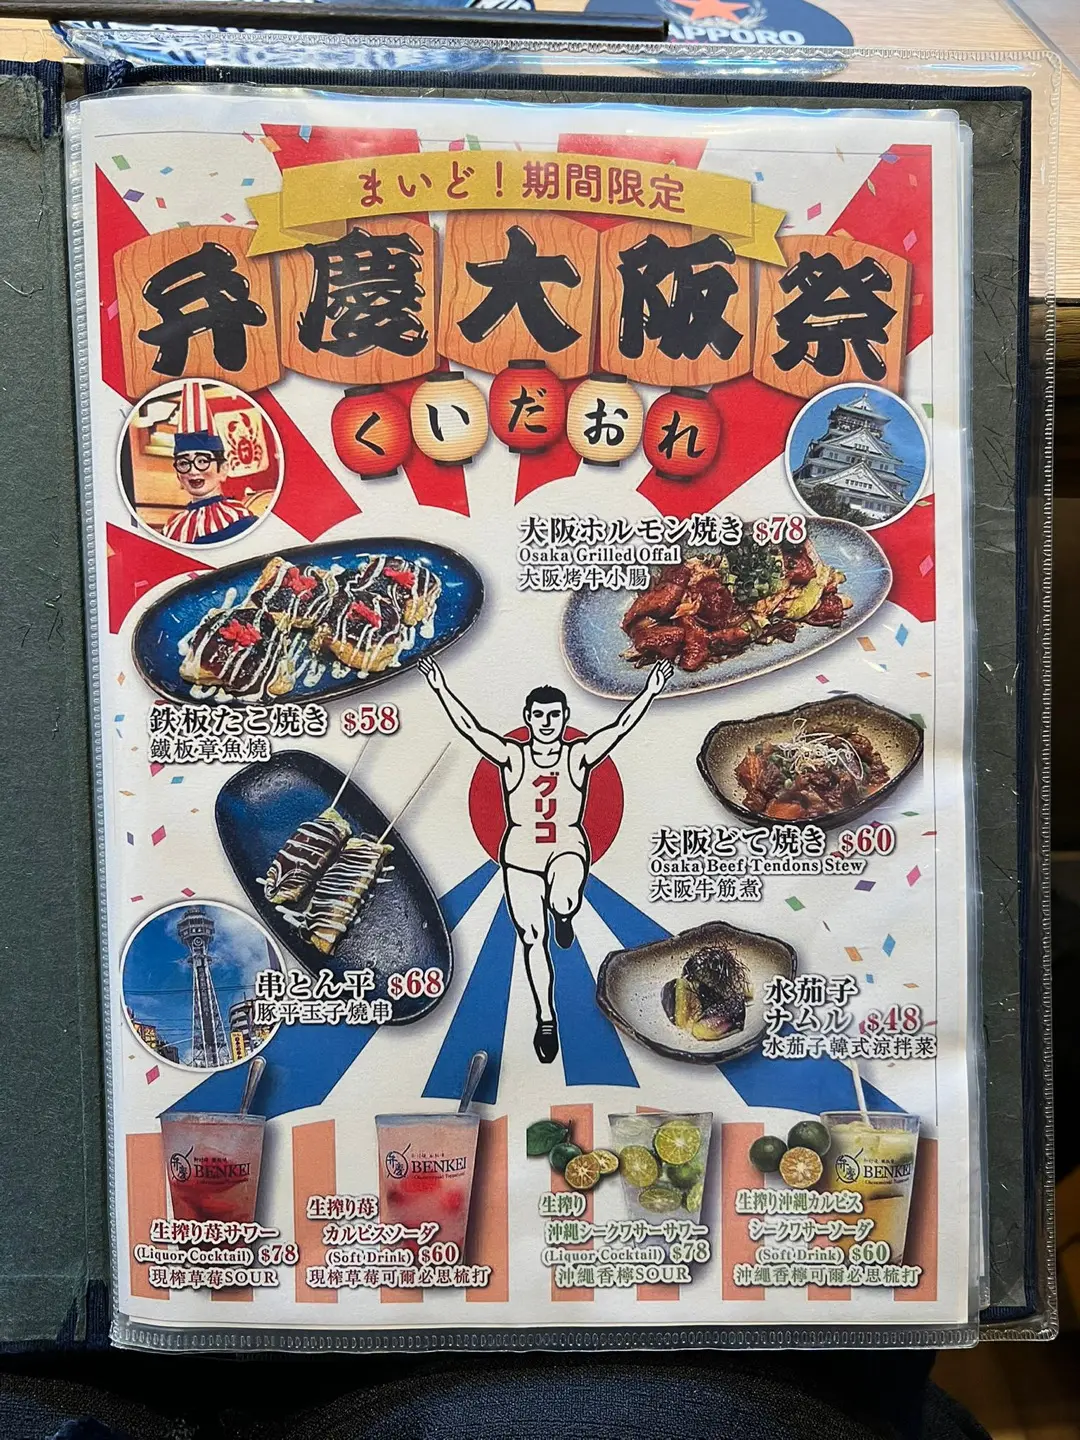 SAPPORO
まいど！期間限定
弁慶大阪祭
くいだおれ
大阪ホルモン焼き $78
Osaka Grilled Offal
大阪烤牛小腸
鉄板たこ焼き $58
鐵板章魚燒
グリコ
大阪どて焼き $60
Osaka Beef Tendons Stew
大阪牛筋煮
串とん平 $68
豚平玉子燒串
水茄子
ナムル $48
水茄子韓式涼拌菜
弁慶
BENKEI
生搾り苺サワー
(Liquor Cocktail) $78
現榨草莓SOUR
弁慶
BENKEI
生搾り苺
カルピスソーダ
(Soft Drink) $60
現榨草莓可爾必思梳打
生搾り
沖縄シークワサーサワー
(Liquor Cocktail) $78
沖繩香檸SOUR
弁慶
BENKEI
生搾り沖縄カルピス
シークワサーソーダ
(Soft Drink) $60
沖繩香檸可爾必思梳打